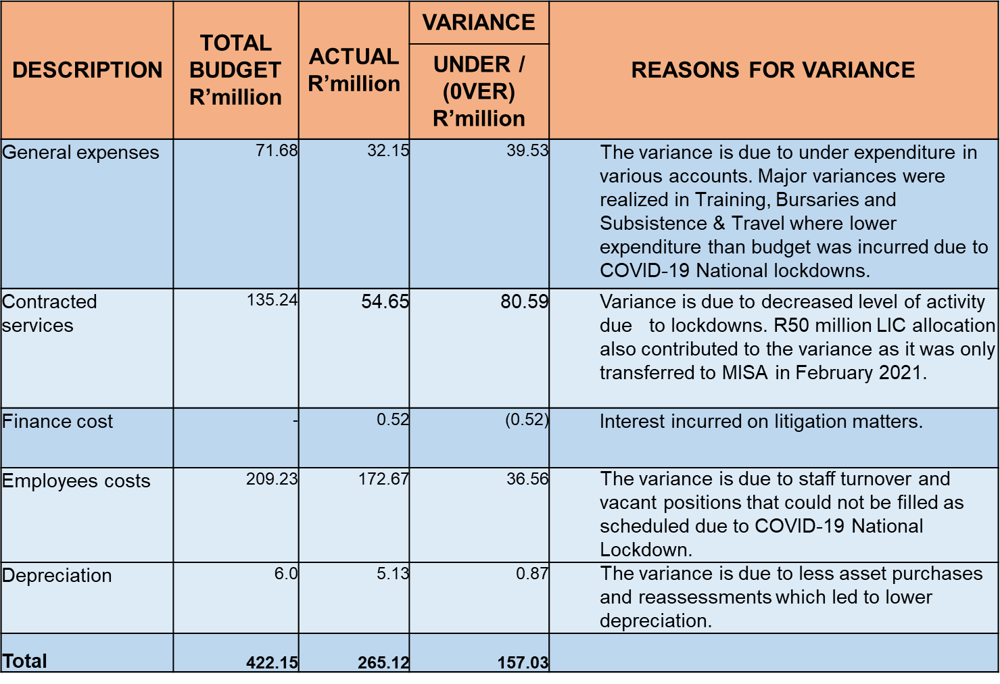 DESCRIPTION
TOTAL
BUDGET
R’million
ACTUAL
R’million
VARIANCE
UNDER /
(0VER)
R’million
REASONS FOR VARIANCE
General expenses
71.68
32.15
39.53
The variance is due to under expenditure in
various accounts. Major variances were
realized in Training, Bursaries and
Subsistence & Travel where lower
expenditure than budget was incurred due to
COVID-19 National lockdowns.
Contracted
services
135.24
54.65
80.59
Variance is due to decreased level of activity
due to lockdowns. R50 million LIC allocation
also contributed to the variance as it was only
transferred to MISA in February 2021.
Finance cost
-
0.52
(0.52)
Interest incurred on litigation matters.
Employees costs
209.23
172.67
36.56
The variance is due to staff turnover and
vacant positions that could not be filled as
scheduled due to COVID-19 National
Lockdown.
Depreciation
6.0
5.13
0.87
The variance is due to less asset purchases
and reassessments which led to lower
depreciation.
Total
422.15
265.12
157.03